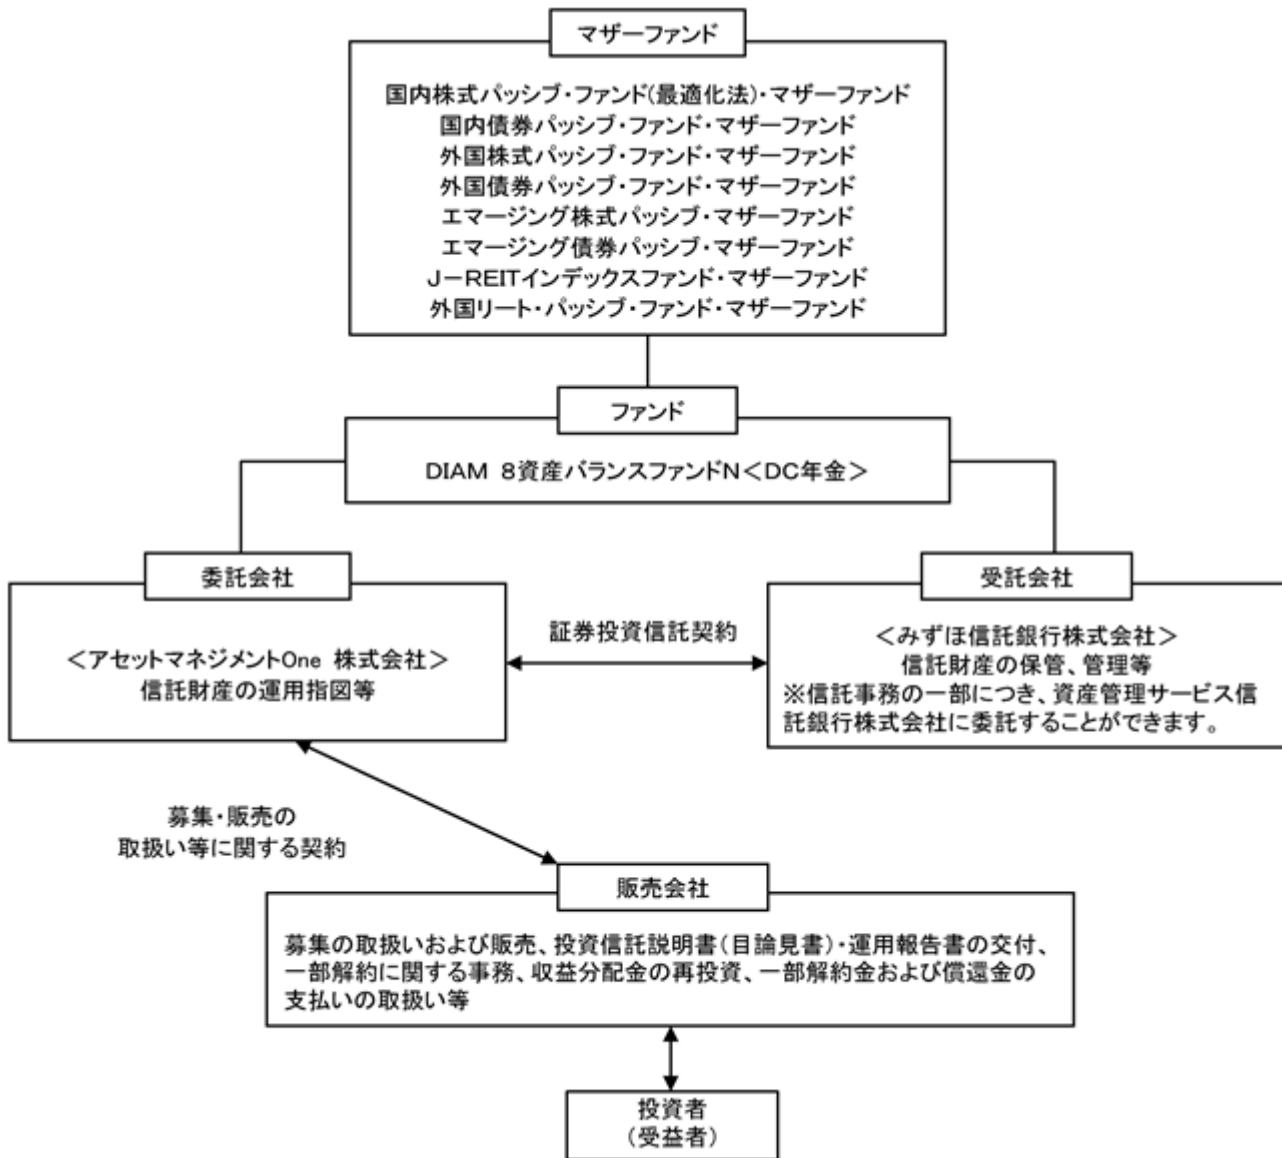 マザーファンド
国内株式パッシブ・ファンド(最適化法)・マザーファンド
国内債券パッシブ・ファンド・マザーファンド
外国株式パッシブ・ファンド・マザーファンド
外国債券パッシブ・ファンド・マザーファンド
エマージング株式パッシブ・マザーファンド
エマージング債券パッシブ・マザーファンド
J－REITインデックスファンド・マザーファンド
外国リート・パッシブ・ファンド・マザーファンド
ファンド
DIAM 8資産バランスファンドN＜DC年金＞
委託会社
＜アセットマネジメントOne 株式会社＞
信託財産の運用指図等
証券投資信託契約
受託会社
＜みずほ信託銀行株式会社＞
信託財産の保管、管理等
※信託事務の一部につき、資産管理サービス信
託銀行株式会社に委託することができます。
募集・販売の
取扱い等に関する契約
販売会社
募集の取扱いおよび販売、投資信託説明書(目論見書)・運用報告書の交付、
一部解約に関する事務、収益分配金の再投資、一部解約金および償還金の
支払いの取扱い等
投資者
(受益者)